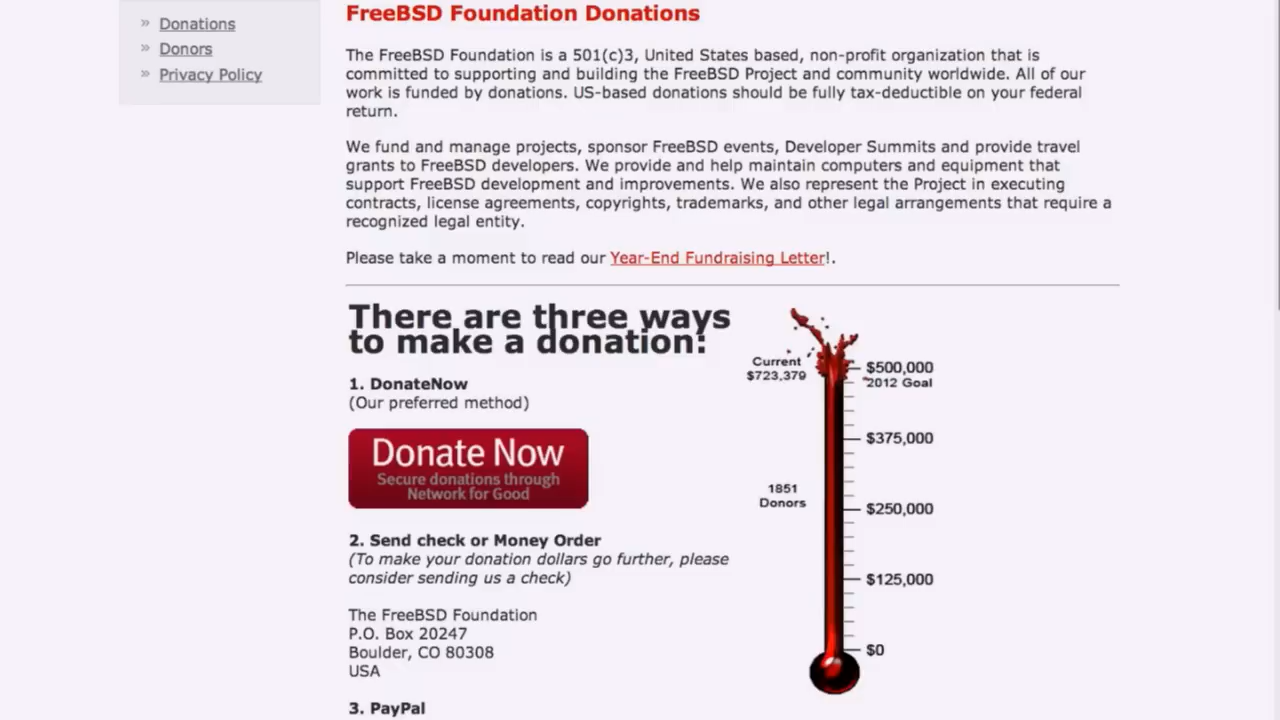 Donations
Donors
Privacy Policy
FreeBSD Foundation Donations
The FreeBSD Foundation is a 501(c)3, United States based, non-profit organization that is
committed to supporting and building the FreeBSD Project and community worldwide. All of our
work is funded by donations. US-based donations should be fully tax-deductible on your federal
return.
We fund and manage projects, sponsor FreeBSD events, Developer Summits and provide travel
grants to FreeBSD developers. We provide and help maintain computers and equipment that
support FreeBSD development and improvements. We also represent the Project in executing
contracts, license agreements, copyrights, trademarks, and other legal arrangements that require a
recognized legal entity.
Please take a moment to read our Year-End Fundraising Letter!.
There are three ways
to make a donation:
1. DonateNow
(Our preferred method)
Donate Now
Secure donations through
Network for Good
2. Send check or Money Order
(To make your donation dollars go further, please
consider sending us a check)
The FreeBSD Foundation
P.O. Box 20247
Boulder, CO 80308
USA
3. PayPal
Current
$723,379
1851
Donors
$500,000
2012 Goal
$375,000
$250,000
$125,000
$0